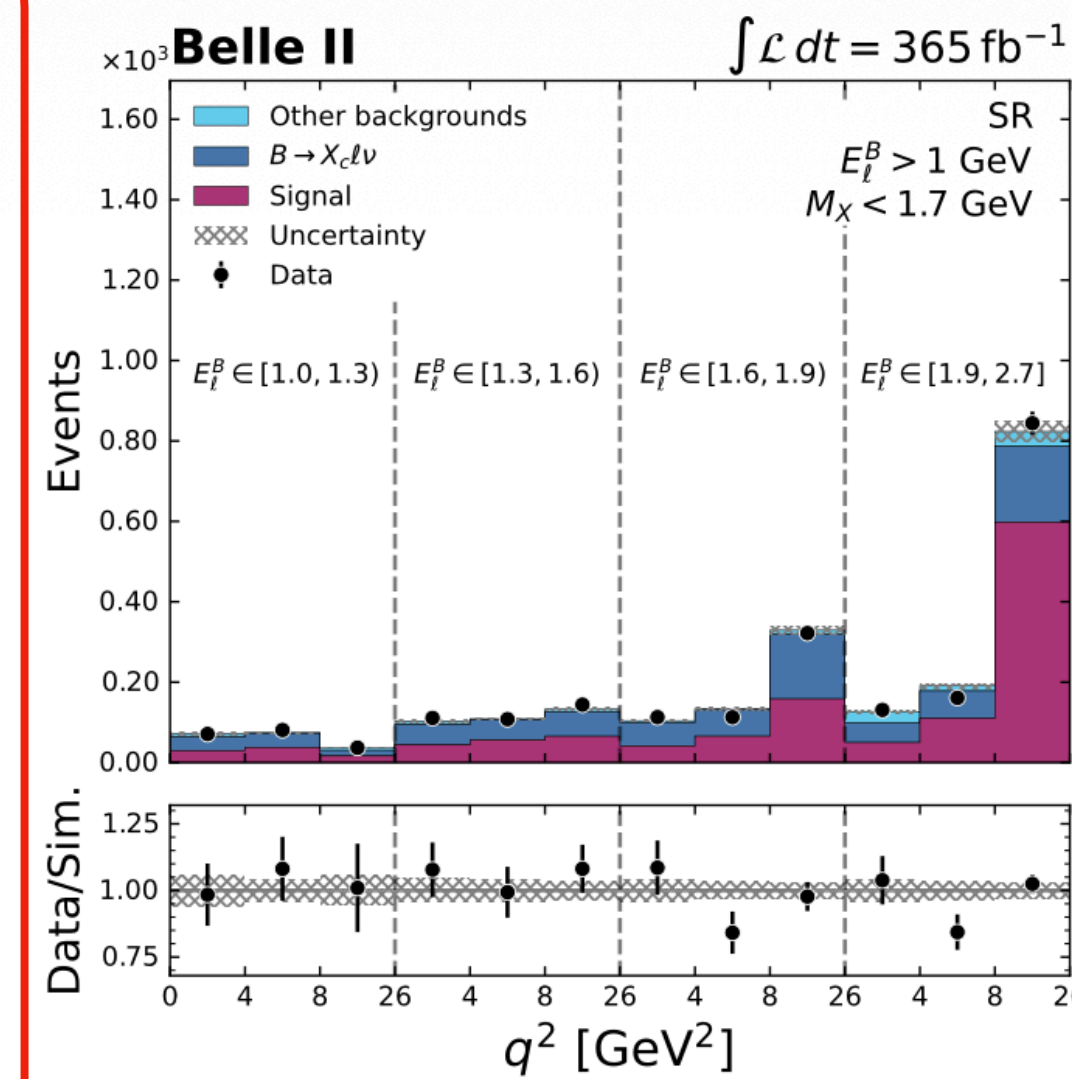 ×10³ Belle II ∫ℒ dt = 365 fb⁻¹
Other backgrounds
B → X_cℓν
Signal
Uncertainty
Data
SR
E_ℓ^B > 1 GeV
M_X < 1.7 GeV
E_ℓ^B ∈ [1.0, 1.3) E_ℓ^B ∈ [1.3, 1.6) E_ℓ^B ∈ [1.6, 1.9) E_ℓ^B ∈ [1.9, 2.7]
Events
1.60
1.40
1.20
1.00
0.80
0.60
0.40
0.20
0.00
Data/Sim.
1.25
1.00
0.75
0 4 8 26 4 8 26 4 8 26 4 8 2
q² [GeV²]